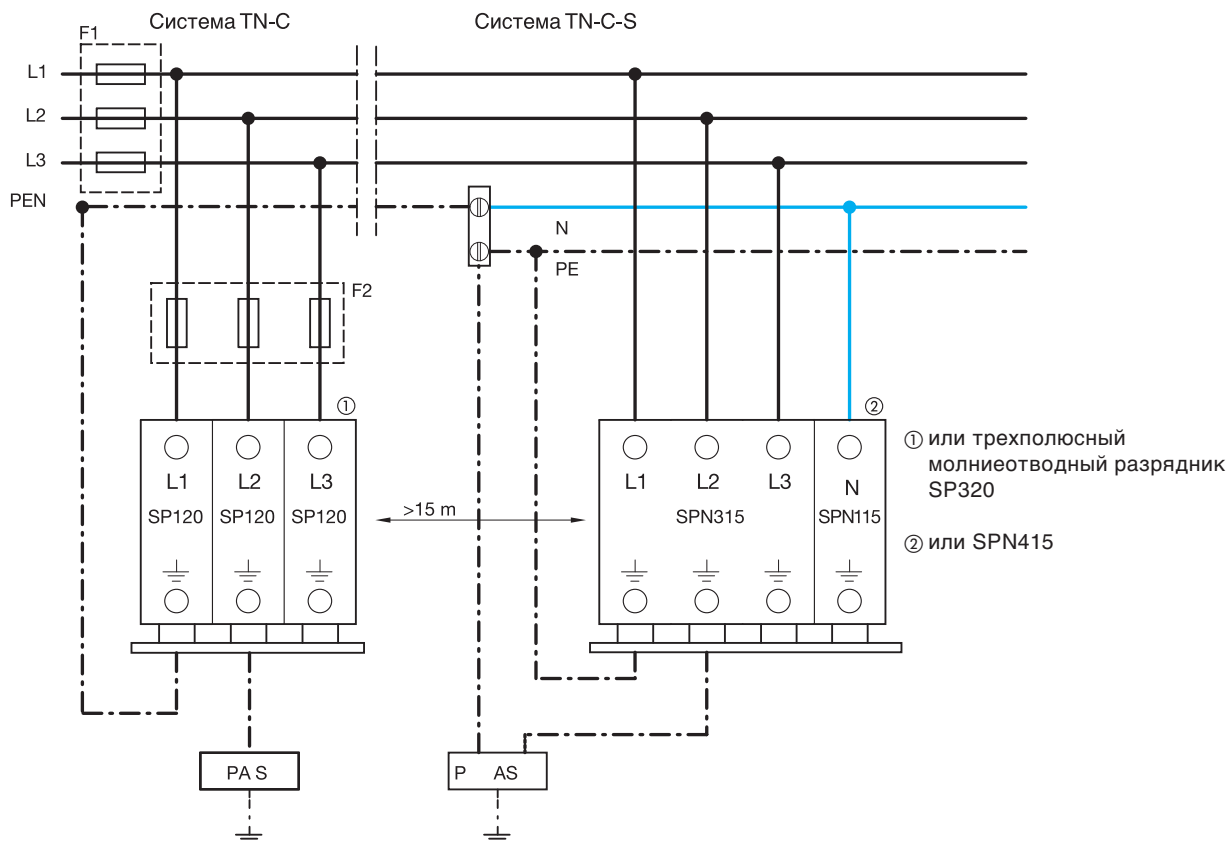 Система TN-C
Система TN-C-S
F1
L1
L2
L3
PEN
N
PE
F2
①
②
L1
L2
L3
SP120
SP120
SP120
>15 m
L1
L2
L3
N
SPN315
SPN115
① или трехполюсный
молниеотводный разрядник
SP320
② или SPN415
PA S
P AS